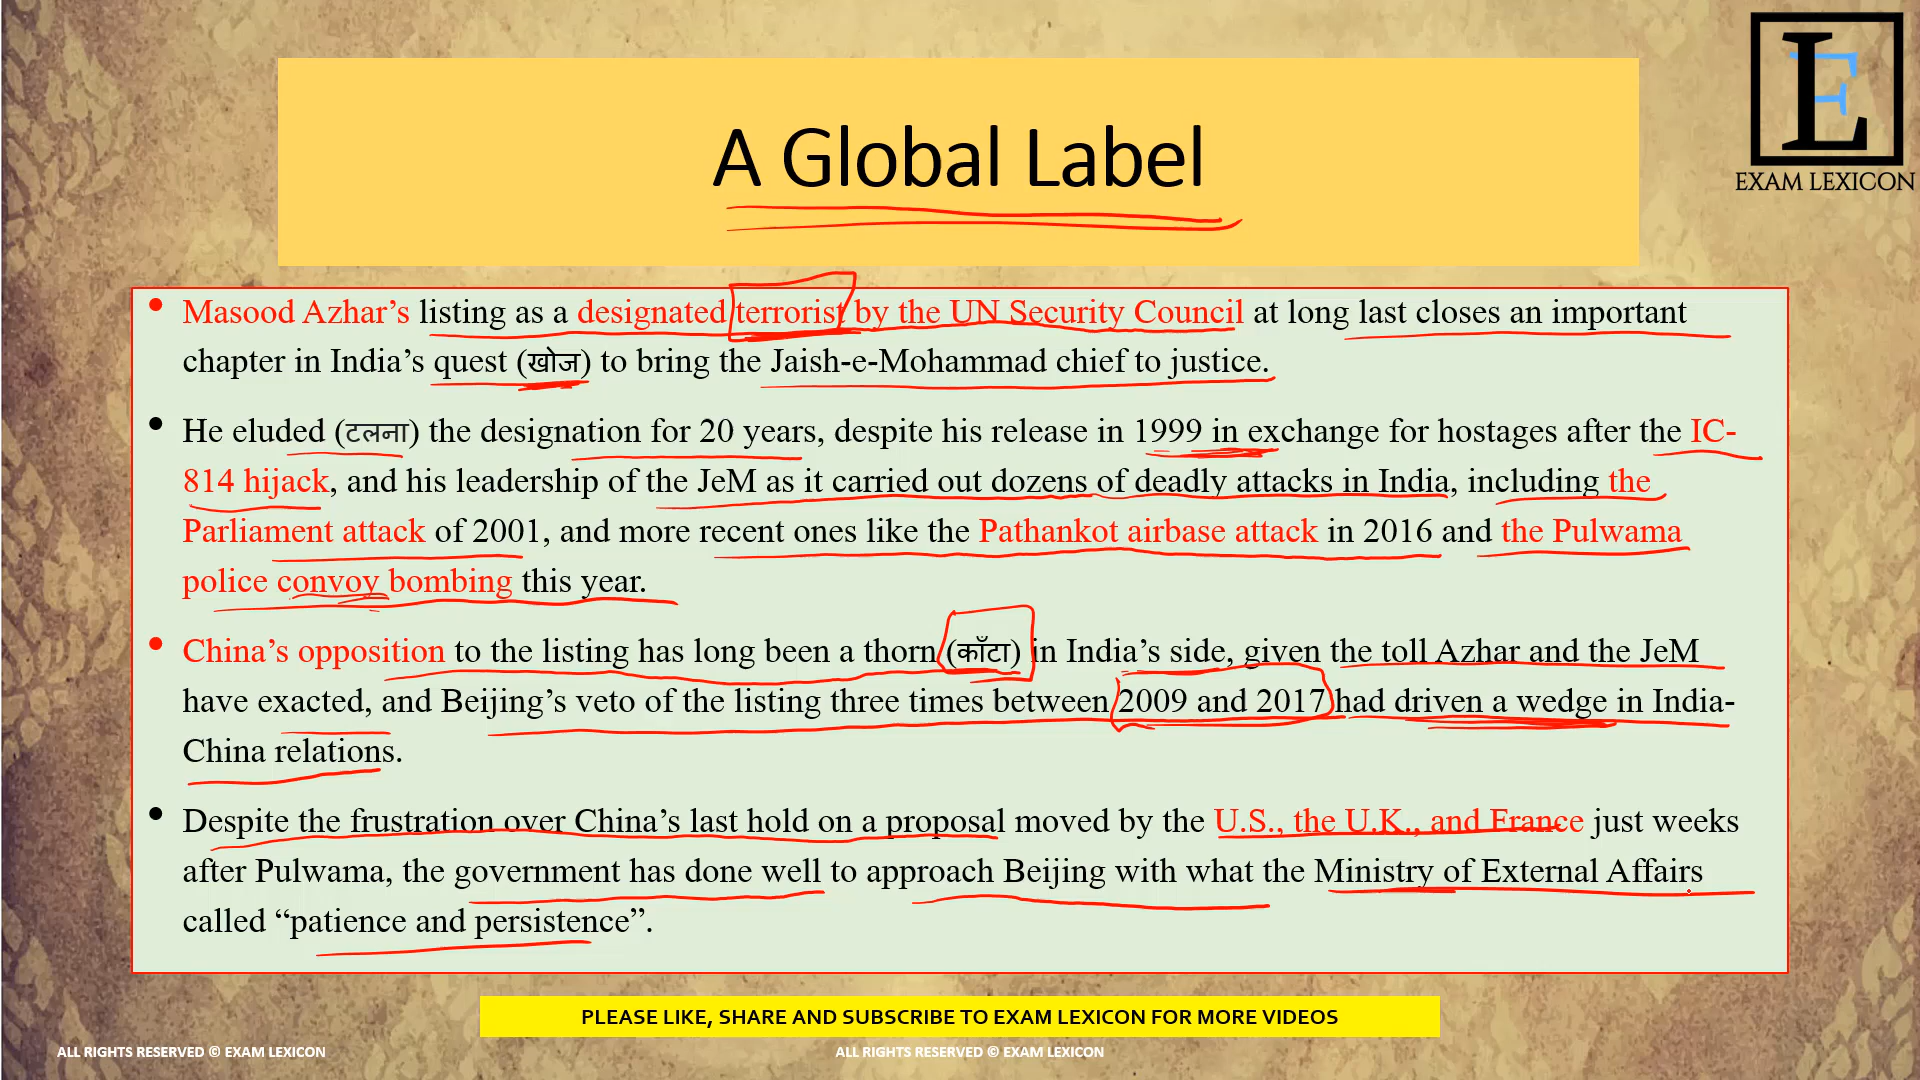 LE
EXAM LEXICON
A Global Label
• Masood Azhar’s listing as a designated terrorist by the UN Security Council at long last closes an important
chapter in India’s quest (खोज) to bring the Jaish-e-Mohammad chief to justice.
• He eluded (टलना) the designation for 20 years, despite his release in 1999 in exchange for hostages after the IC-
814 hijack, and his leadership of the JeM as it carried out dozens of deadly attacks in India, including the
Parliament attack of 2001, and more recent ones like the Pathankot airbase attack in 2016 and the Pulwama
police convoy bombing this year.
• China’s opposition to the listing has long been a thorn (काँटा) in India’s side, given the toll Azhar and the JeM
have exacted, and Beijing’s veto of the listing three times between 2009 and 2017 had driven a wedge in India-
China relations.
• Despite the frustration over China’s last hold on a proposal moved by the U.S., the U.K., and France just weeks
after Pulwama, the government has done well to approach Beijing with what the Ministry of External Affairs
called “patience and persistence”.
PLEASE LIKE, SHARE AND SUBSCRIBE TO EXAM LEXICON FOR MORE VIDEOS
ALL RIGHTS RESERVED © EXAM LEXICON
ALL RIGHTS RESERVED © EXAM LEXICON